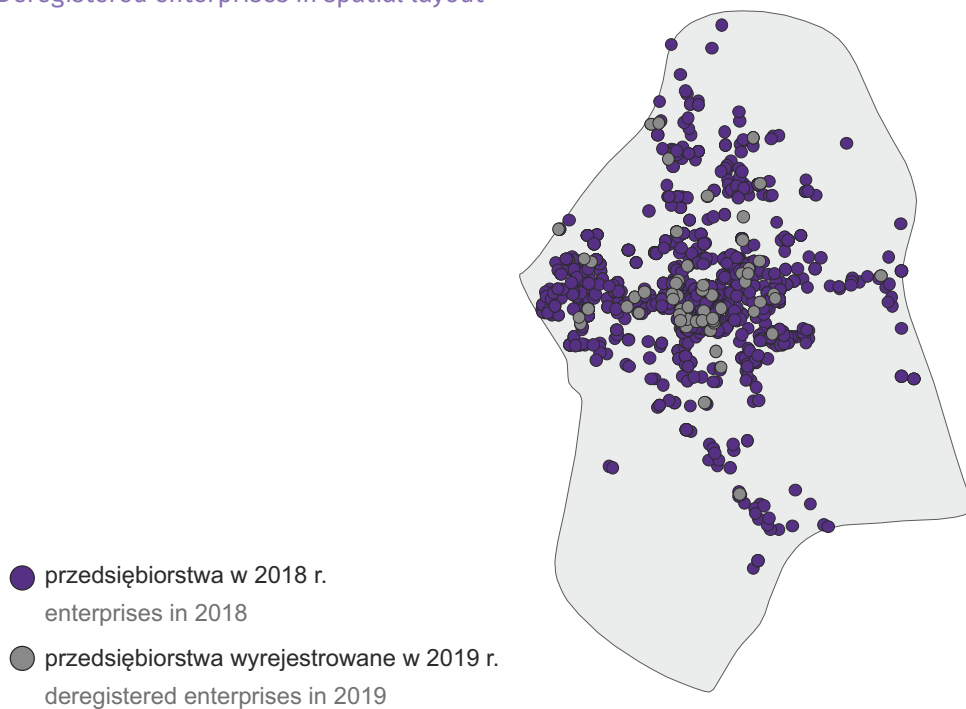 Deregistered enterprises in spatial layout
przedsiębiorstwa w 2018 r.
enterprises in 2018
przedsiębiorstwa wyrejestrowane w 2019 r.
deregistered enterprises in 2019